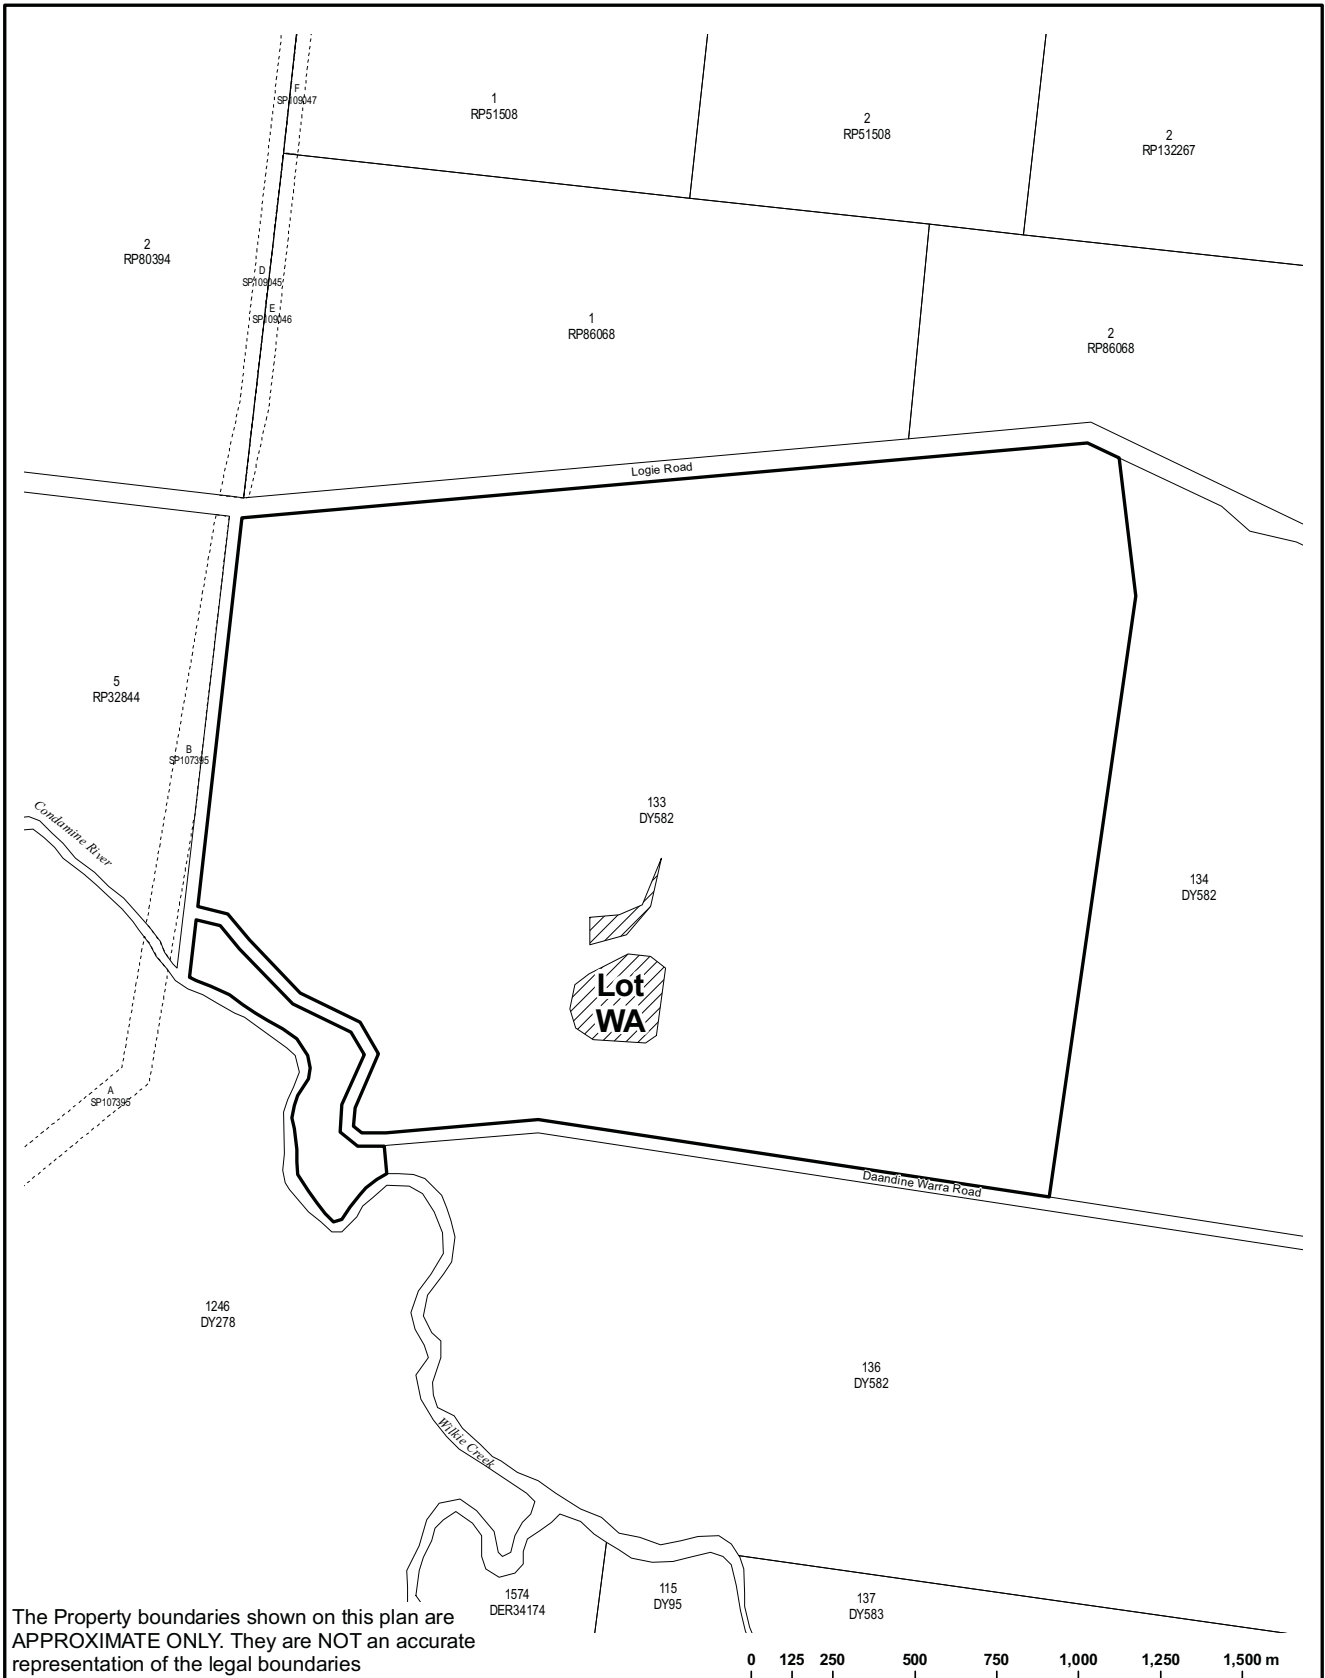 F
SP109047
1
RP51508
2
RP51508
2
RP132267
2
RP80394
D
SP109045
E
SP109046
1
RP86068
2
RP86068
Logie Road
5
RP32844
B
SP107395
Condamine River
133
DY582
134
DY582
Lot
WA
A
SP107395
Daandine Warra Road
1246
DY278
136
DY582
Wilkie Creek
1574
DER34174
115
DY95
137
DY583
The Property boundaries shown on this plan are
APPROXIMATE ONLY. They are NOT an accurate
representation of the legal boundaries
0 125 250 500 750 1,000 1,250 1,500 m